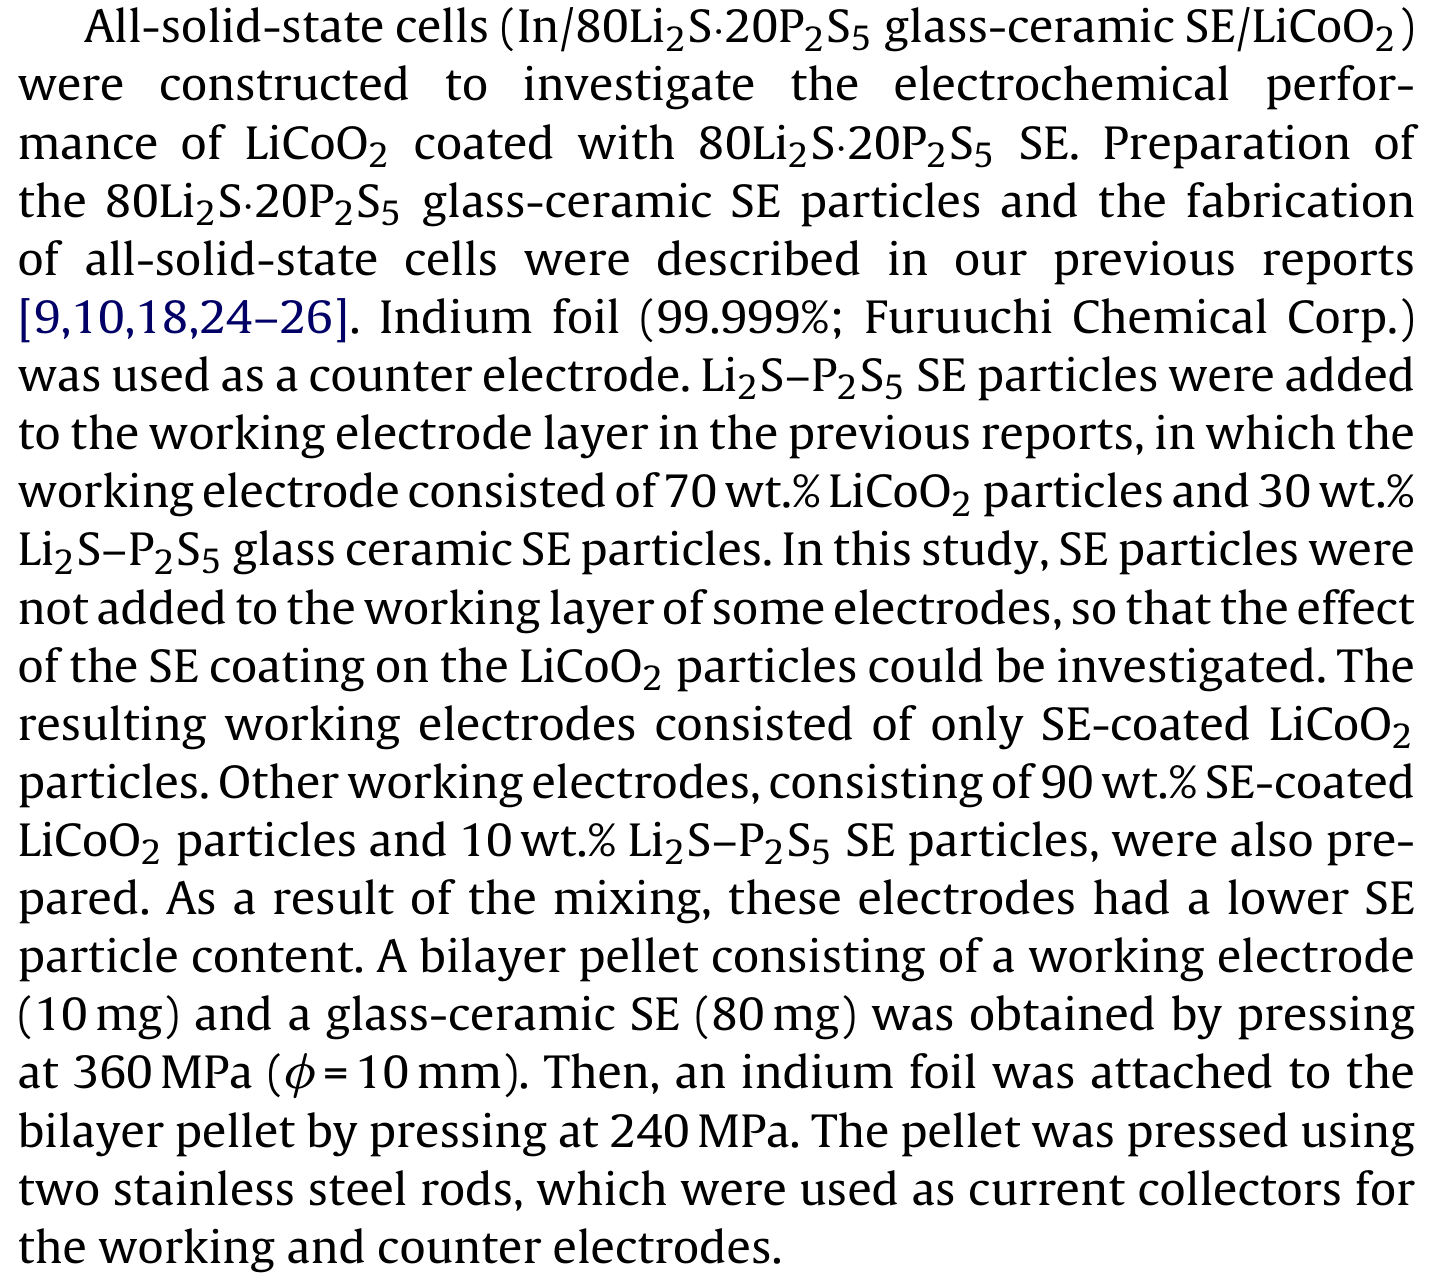 All-solid-state cells (In/80Li₂S·20P₂S₅ glass-ceramic SE/LiCoO₂)
were constructed to investigate the electrochemical perfor-
mance of LiCoO₂ coated with 80Li₂S·20P₂S₅ SE. Preparation of
the 80Li₂S·20P₂S₅ glass-ceramic SE particles and the fabrication
of all-solid-state cells were described in our previous reports
[9,10,18,24–26]. Indium foil (99.999%; Furuuchi Chemical Corp.)
was used as a counter electrode. Li₂S–P₂S₅ SE particles were added
to the working electrode layer in the previous reports, in which the
working electrode consisted of 70 wt.% LiCoO₂ particles and 30 wt.%
Li₂S–P₂S₅ glass ceramic SE particles. In this study, SE particles were
not added to the working layer of some electrodes, so that the effect
of the SE coating on the LiCoO₂ particles could be investigated. The
resulting working electrodes consisted of only SE-coated LiCoO₂
particles. Other working electrodes, consisting of 90 wt.% SE-coated
LiCoO₂ particles and 10 wt.% Li₂S–P₂S₅ SE particles, were also pre-
pared. As a result of the mixing, these electrodes had a lower SE
particle content. A bilayer pellet consisting of a working electrode
(10 mg) and a glass-ceramic SE (80 mg) was obtained by pressing
at 360 MPa (ϕ = 10 mm). Then, an indium foil was attached to the
bilayer pellet by pressing at 240 MPa. The pellet was pressed using
two stainless steel rods, which were used as current collectors for
the working and counter electrodes.